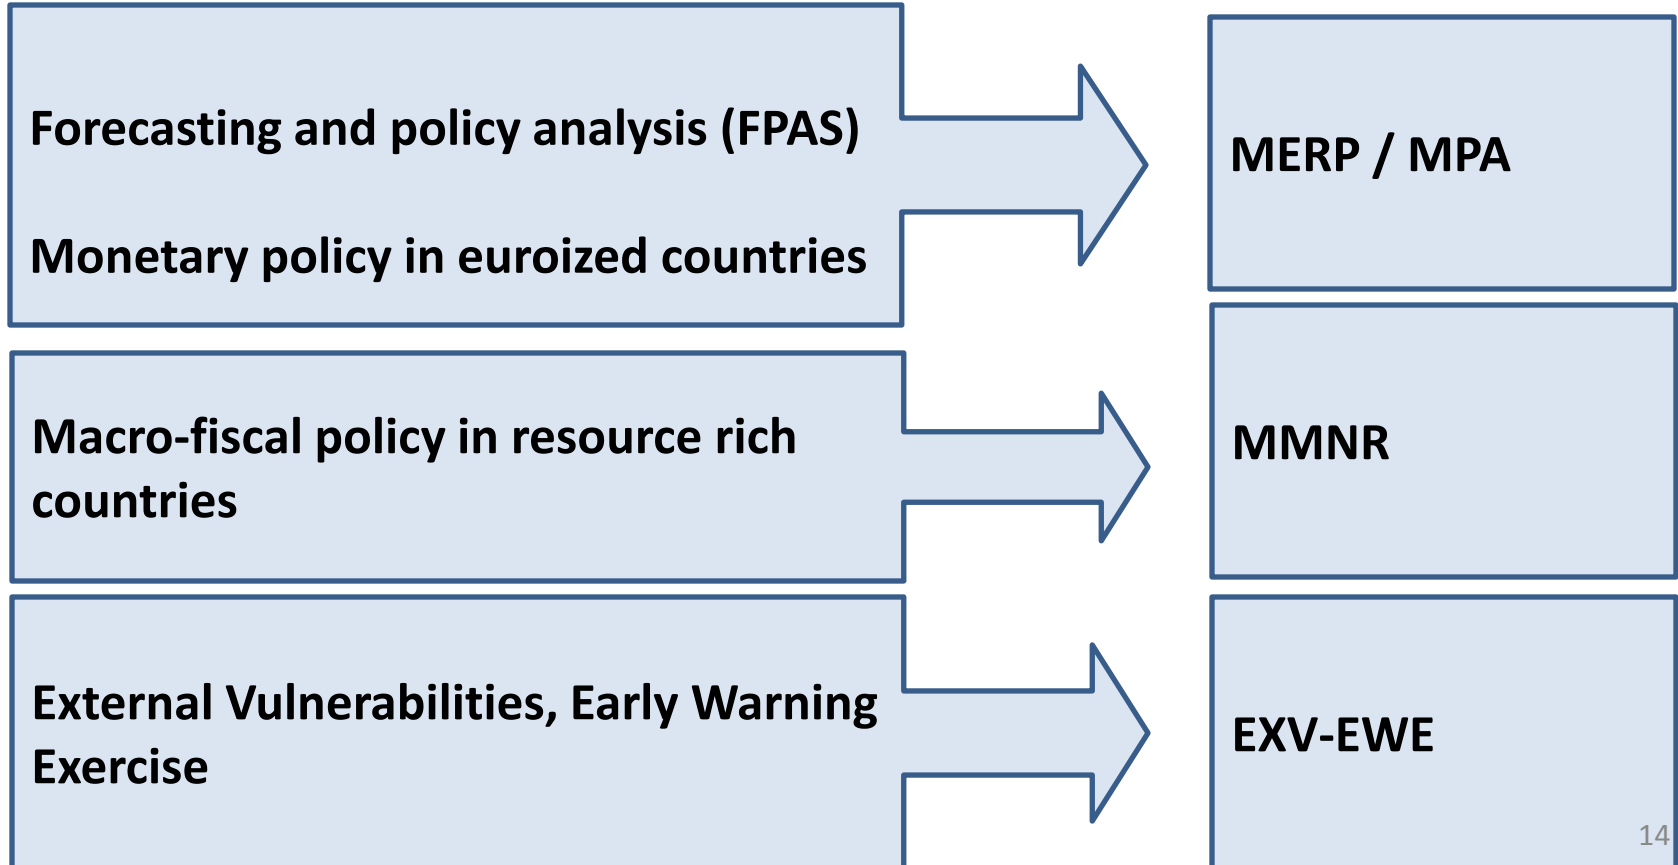 Forecasting and policy analysis (FPAS)
Monetary policy in euroized countries
MERP / MPA
Macro-fiscal policy in resource rich
countries
MMNR
External Vulnerabilities, Early Warning
Exercise
EXV-EWE
14